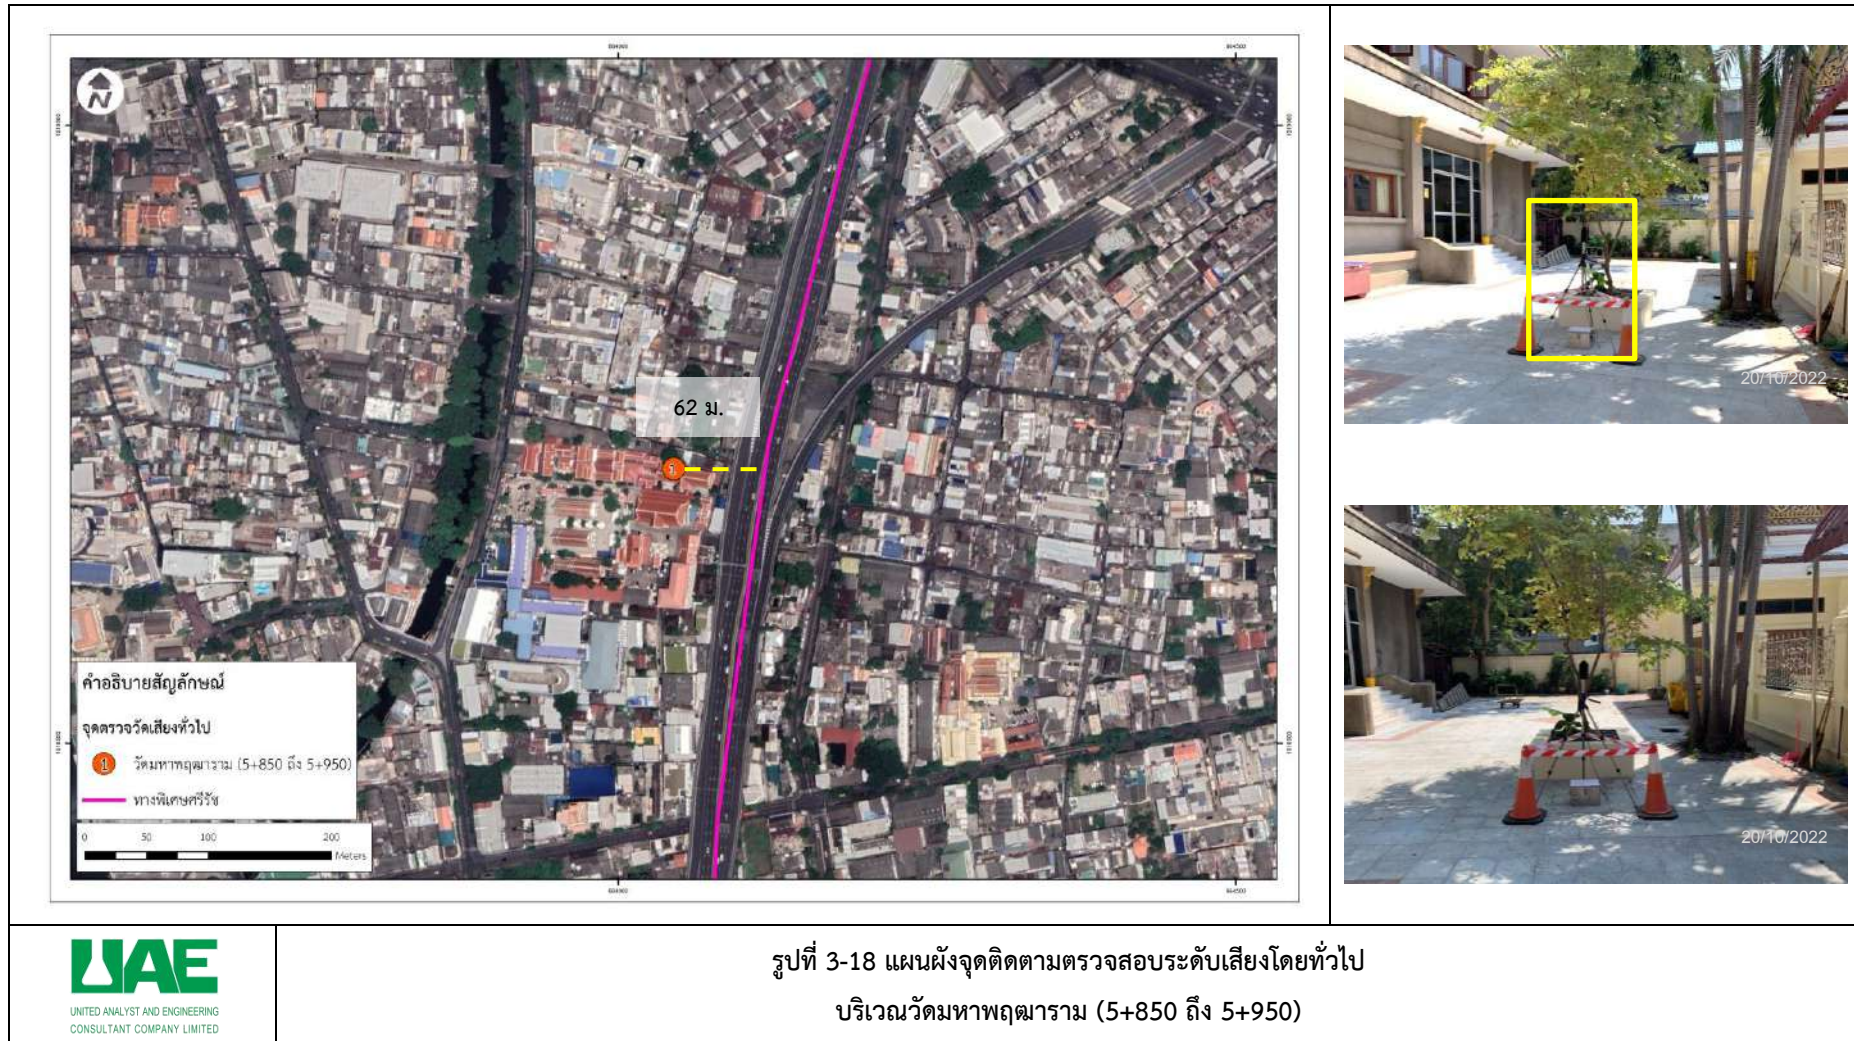 N
62 ม.
1
คำอธิบายสัญลักษณ์
จุดตรวจวัดเสียงทั่วไป
1 วัดมหาพฤฒาราม (5+850 ถึง 5+950)
ทางพิเศษศรีรัช
0 50 100 200
Meters
20/10/2022
20/10/2022
UAE
UNITED ANALYST AND ENGINEERING
CONSULTANT COMPANY LIMITED
รูปที่ 3-18 แผนผังจุดติดตามตรวจสอบระดับเสียงโดยทั่วไป
บริเวณวัดมหาพฤฒาราม (5+850 ถึง 5+950)